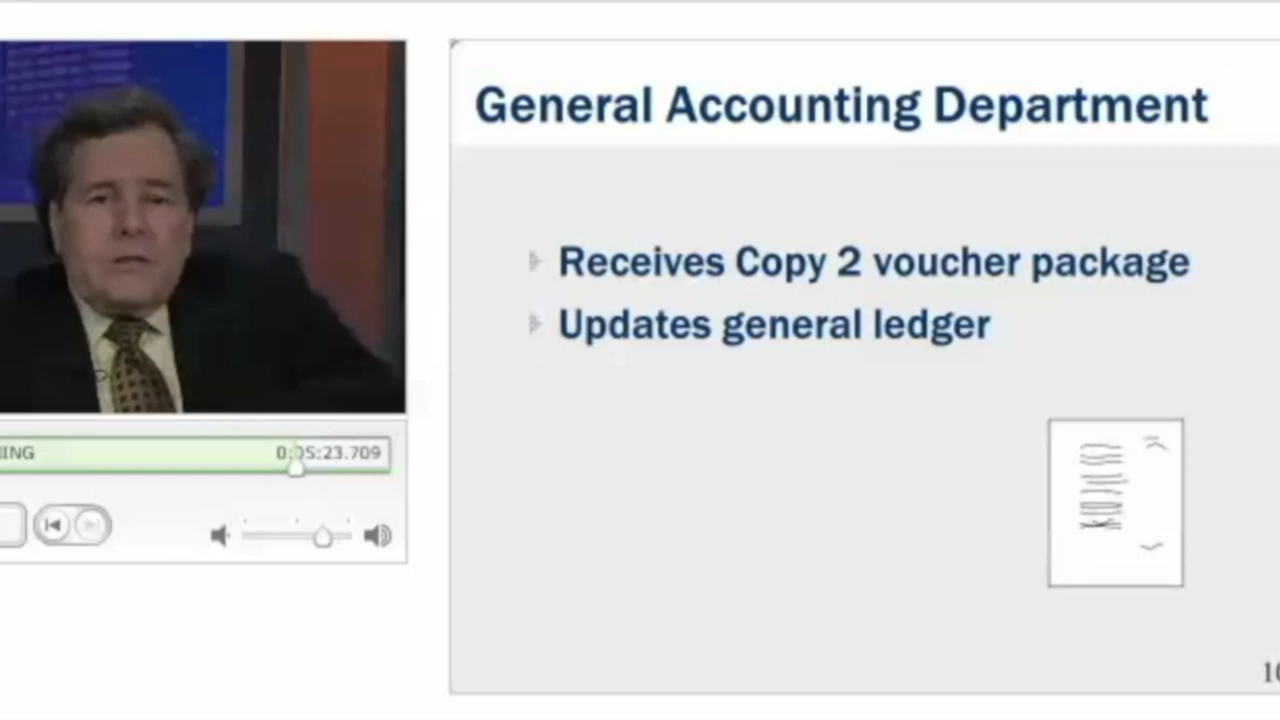 General Accounting Department
Receives Copy 2 voucher package
Updates general ledger
0:05:23.709